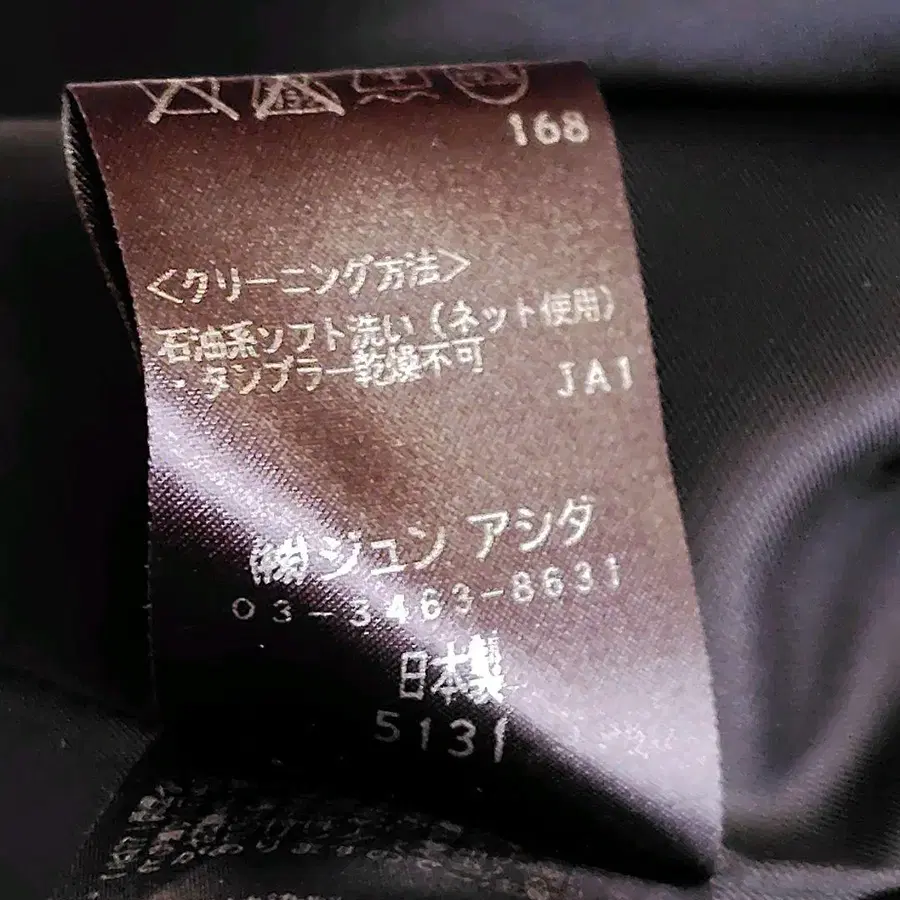 168
<クリーニング方法>
石油系ソフト洗い(ネット使用)
・タンブラー乾燥不可
JA1
㈱ジュン アシダ
03-3463-8631
日本製
5131